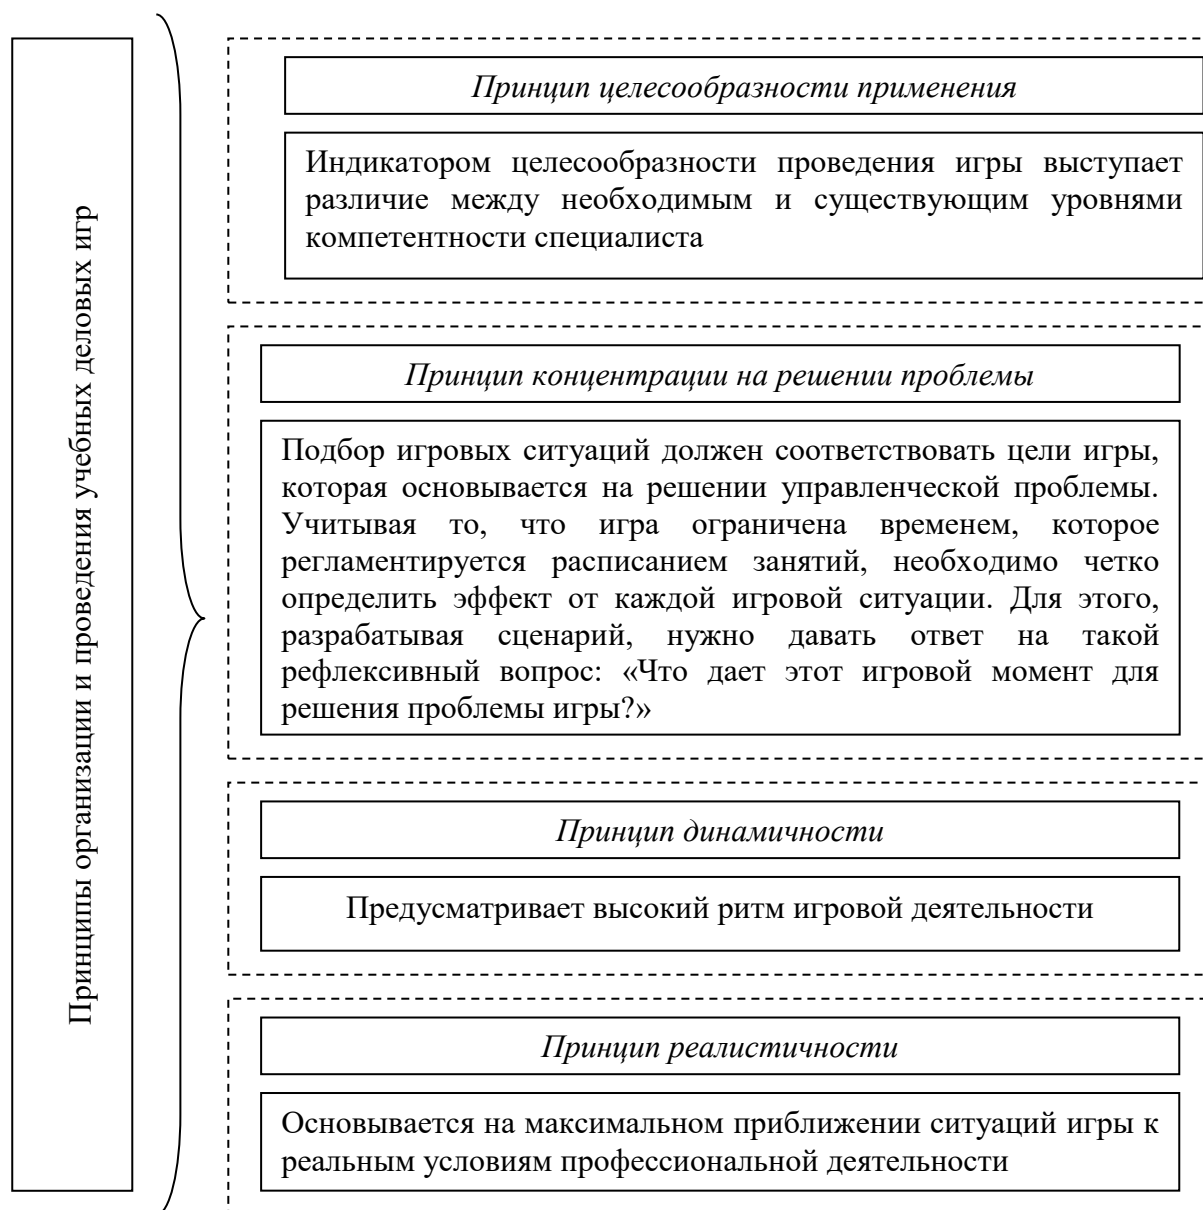 Принципы организации и проведения учебных деловых игр
Принцип целесообразности применения
Индикатором целесообразности проведения игры выступает
различие между необходимым и существующим уровнями
компетентности специалиста
Принцип концентрации на решении проблемы
Подбор игровых ситуаций должен соответствовать цели игры,
которая основывается на решении управленческой проблемы.
Учитывая то, что игра ограничена временем, которое
регламентируется расписанием занятий, необходимо четко
определить эффект от каждой игровой ситуации. Для этого,
разрабатывая сценарий, нужно давать ответ на такой
рефлексивный вопрос: «Что дает этот игровой момент для
решения проблемы игры?»
Принцип динамичности
Предусматривает высокий ритм игровой деятельности
Принцип реалистичности
Основывается на максимальном приближении ситуаций игры к
реальным условиям профессиональной деятельности